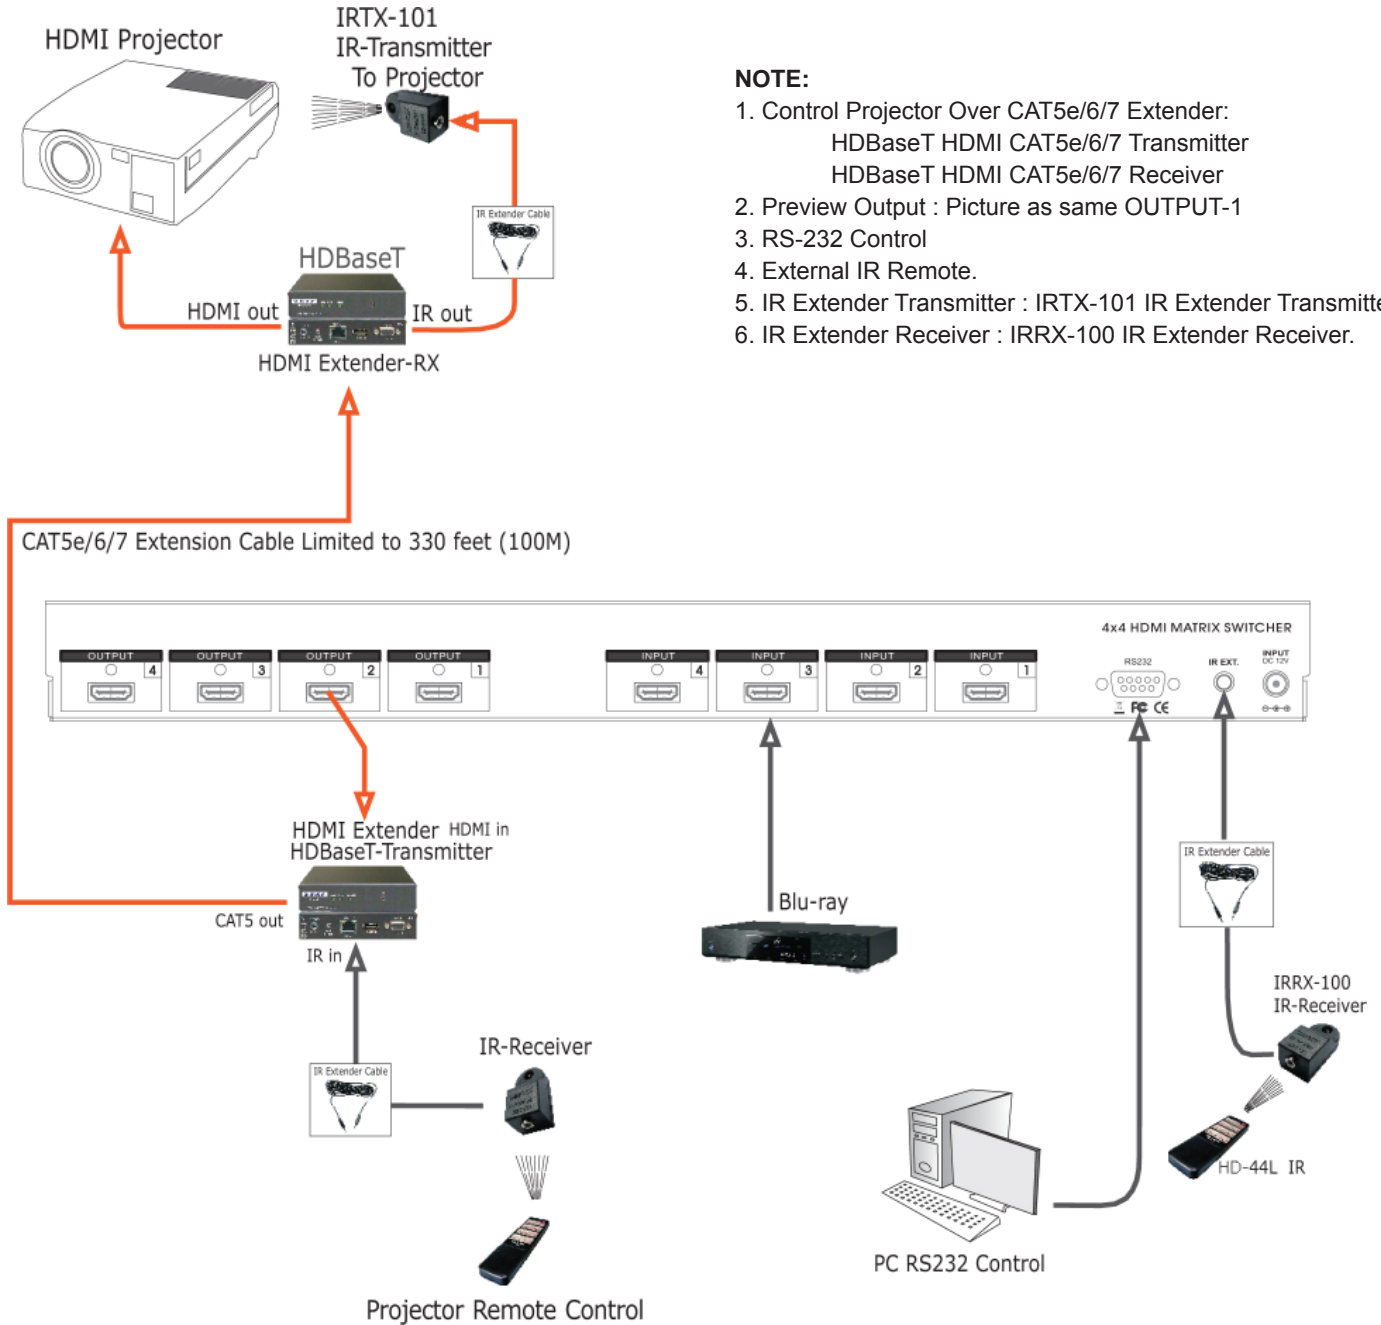 HDMI Projector
IRTX-101
IR-Transmitter
To Projector
NOTE:
1. Control Projector Over CAT5e/6/7 Extender:
HDBaseT HDMI CAT5e/6/7 Transmitter
HDBaseT HDMI CAT5e/6/7 Receiver
2. Preview Output : Picture as same OUTPUT-1
3. RS-232 Control
4. External IR Remote.
5. IR Extender Transmitter : IRTX-101 IR Extender Transmitte
6. IR Extender Receiver : IRRX-100 IR Extender Receiver.
IR Extender Cable
HDBaseT
HDMI out
IR out
HDMI Extender-RX
CAT5e/6/7 Extension Cable Limited to 330 feet (100M)
4x4 HDMI MATRIX SWITCHER
OUTPUT
4
OUTPUT
3
OUTPUT
2
OUTPUT
1
INPUT
4
INPUT
3
INPUT
2
INPUT
1
RS232
IR EXT.
INPUT
DC 12V
FC CE
HDMI Extender HDMI in
HDBaseT-Transmitter
CAT5 out
IR in
Blu-ray
IR Extender Cable
IRRX-100
IR-Receiver
IR-Receiver
IR Extender Cable
HD-44L IR
PC RS232 Control
Projector Remote Control